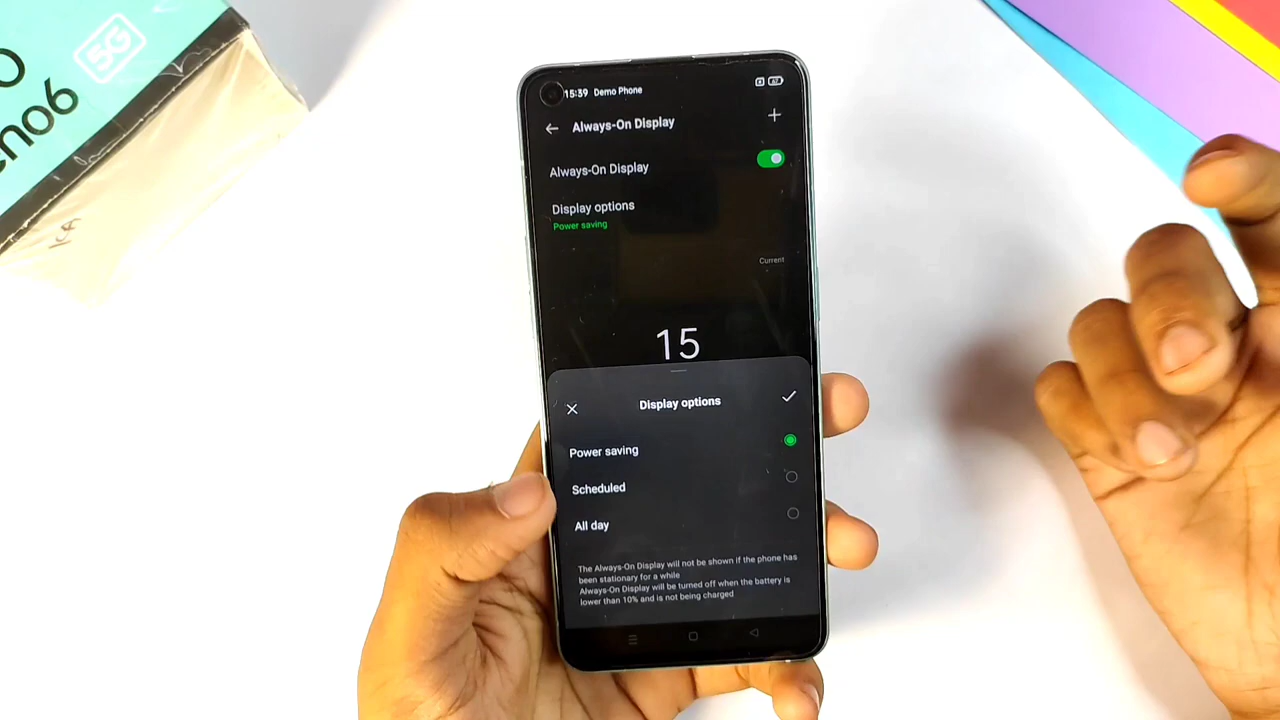 5G
eno6
15:39 Demo Phone
67
Always-On Display
Always-On Display
Display options
Power saving
Current
15
Display options
Power saving
Scheduled
All day
The Always-On Display will not be shown if the phone has
been stationary for a while
Always-On Display will be turned off when the battery is
lower than 10% and is not being charged